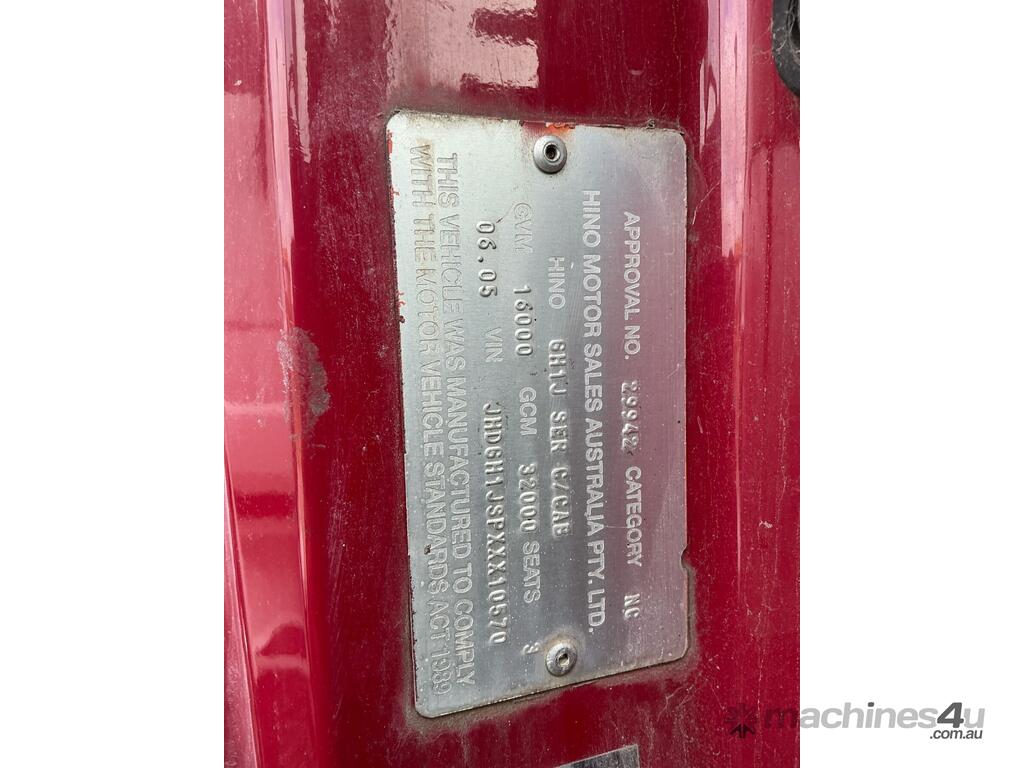 APPROVAL NO. 29942 CATEGORY NC
HINO MOTOR SALES AUSTRALIA PTY. LTD.
HINO GH1J SER C/CAB
GVM 16000 GCM 32000 SEATS 3
06.05 VIN JHDGH1JSPXXX10570
THIS VEHICLE WAS MANUFACTURED TO COMPLY
WITH THE MOTOR VEHICLE STANDARDS ACT 1989
machines4u
.com.au